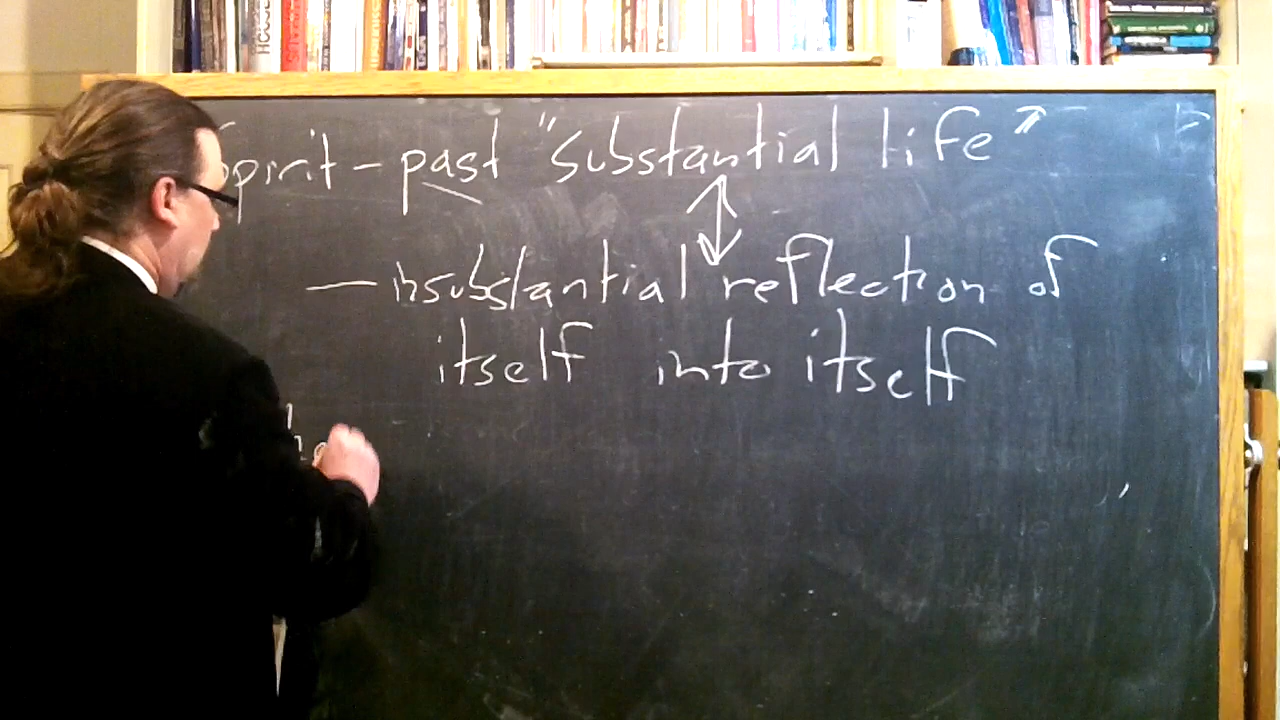 Spirit - past "substantial life"
— insubstantial reflection of
itself into itself